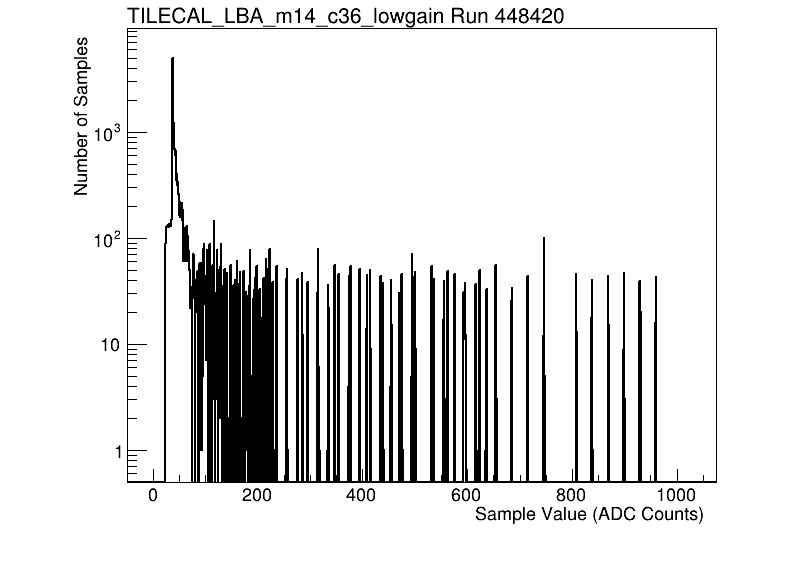 TILECAL_LBA_m14_c36_lowgain Run 448420
Number of Samples
10³
10²
10
1
0 200 400 600 800 1000
Sample Value (ADC Counts)